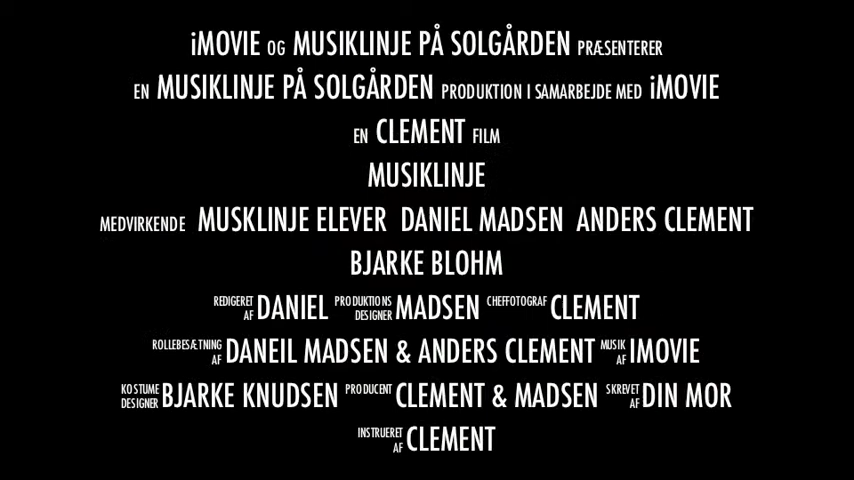 iMOVIE OG MUSIKLINJE PÅ SOLGÅRDEN PRÆSENTERER
EN MUSIKLINJE PÅ SOLGÅRDEN PRODUKTION I SAMARBEJDE MED iMOVIE
EN CLEMENT FILM
MUSIKLINJE
MEDVIRKENDE MUSKLINJE ELEVER DANIEL MADSEN ANDERS CLEMENT
BJARKE BLOHM
REDIGERET AF DANIEL PRODUKTIONS DESIGNER MADSEN CHEFFOTOGRAF CLEMENT
ROLLEBESÆTNING AF DANEIL MADSEN & ANDERS CLEMENT MUSIK AF IMOVIE
KOSTUME DESIGNER BJARKE KNUDSEN PRODUCENT CLEMENT & MADSEN SKREVET AF DIN MOR
INSTRUERET AF CLEMENT